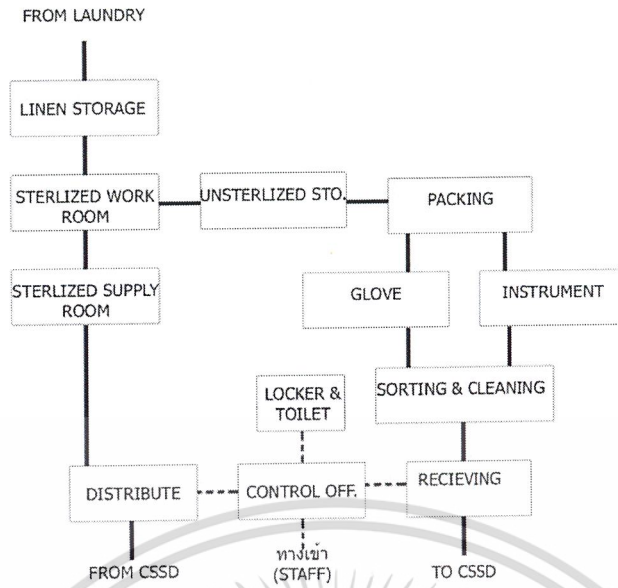 FROM LAUNDRY
LINEN STORAGE
STERLIZED WORK
ROOM
UNSTERLIZED STO.
PACKING
STERLIZED SUPPLY
ROOM
GLOVE
INSTRUMENT
LOCKER &
TOILET
SORTING & CLEANING
DISTRIBUTE
CONTROL OFF.
RECIEVING
FROM CSSD
ทางเข้า
(STAFF)
TO CSSD